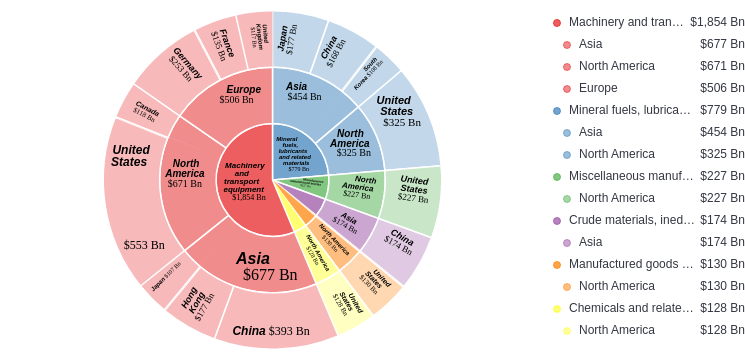 United
Kingdom
$117 Bn
France
$135 Bn
Germany
$253 Bn
Canada
$118 Bn
United
States
$553 Bn
Japan $107 Bn
Hong
Kong
$177 Bn
China $393 Bn
Europe
$506 Bn
North
America
$671 Bn
Asia
$677 Bn
Machinery
and
transport
equipment
$1,854 Bn
Japan
$177 Bn
China
$168 Bn
South
Korea $108 Bn
United
States
$325 Bn
Asia
$454 Bn
North
America
$325 Bn
Mineral
fuels,
lubricants
and related
materials
$779 Bn
North
America
$227 Bn
United
States
$227 Bn
Asia
$174 Bn
China
$174 Bn
North America
$130 Bn
United
States
$130 Bn
North America
$128 Bn
United
States
$128 Bn
Machinery and tran… $1,854 Bn
Asia $677 Bn
North America $671 Bn
Europe $506 Bn
Mineral fuels, lubrica… $779 Bn
Asia $454 Bn
North America $325 Bn
Miscellaneous manuf… $227 Bn
North America $227 Bn
Crude materials, ined… $174 Bn
Asia $174 Bn
Manufactured goods … $130 Bn
North America $130 Bn
Chemicals and relate… $128 Bn
North America $128 Bn